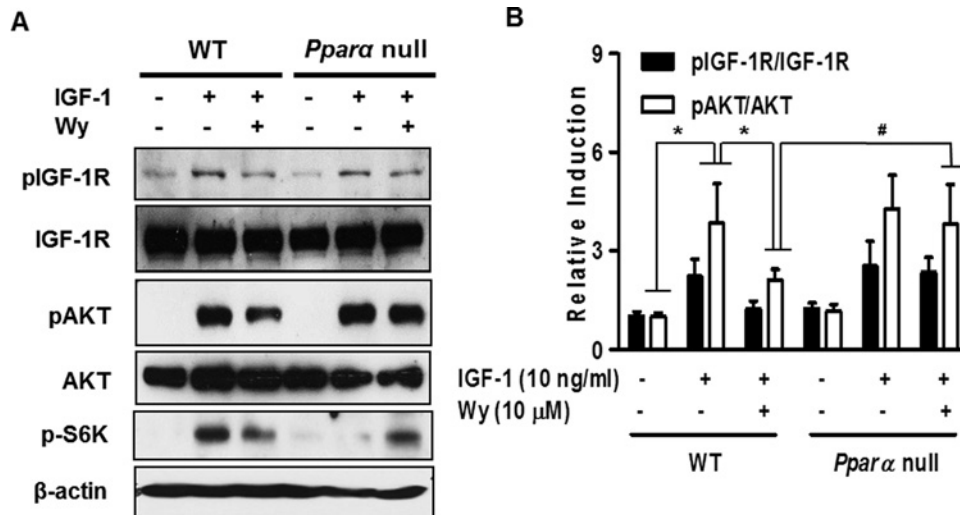 A
WT Pparα null
IGF-1 - + + - + +
Wy - - + - - +
pIGF-1R
IGF-1R
pAKT
AKT
p-S6K
β-actin
B
9
pIGF-1R/IGF-1R
pAKT/AKT
* * #
6
Relative Induction
3
0
IGF-1 (10 ng/ml) - + + - + +
Wy (10 μM) - - + - - +
WT Pparα null